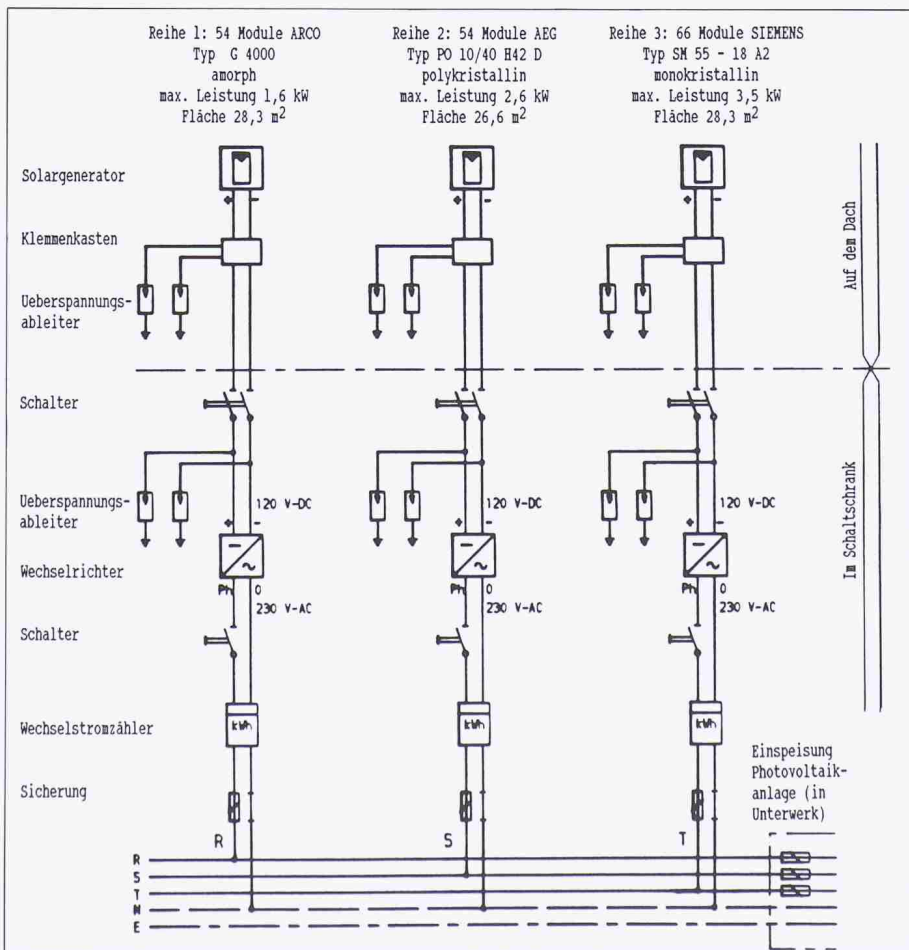 Reihe 1: 54 Module ARCO
Typ G 4000
amorph
max. Leistung 1,6 kW
Fläche 28,3 m²
Reihe 2: 54 Module AEG
Typ PQ 10/40 H42 D
polykristallin
max. Leistung 2,6 kW
Fläche 26,6 m²
Reihe 3: 66 Module SIEMENS
Typ SM 55 - 18 A2
monokristallin
max. Leistung 3,5 kW
Fläche 28,3 m²
Solargenerator
+ -
+ -
+ -
Klemmenkasten
Ueberspannungs-
ableiter
Auf dem Dach
Schalter
Ueberspannungs-
ableiter
120 V-DC
120 V-DC
120 V-DC
+ -
+ -
+ -
Wechselrichter
Ph 0
Ph 0
Ph 0
230 V-AC
230 V-AC
230 V-AC
Im Schaltschrank
Schalter
Wechselstromzähler
kWh
kWh
kWh
Sicherung
Einspeisung
Photovoltaik-
anlage (in
Unterwerk)
R
S
T
R
S
T
M
E